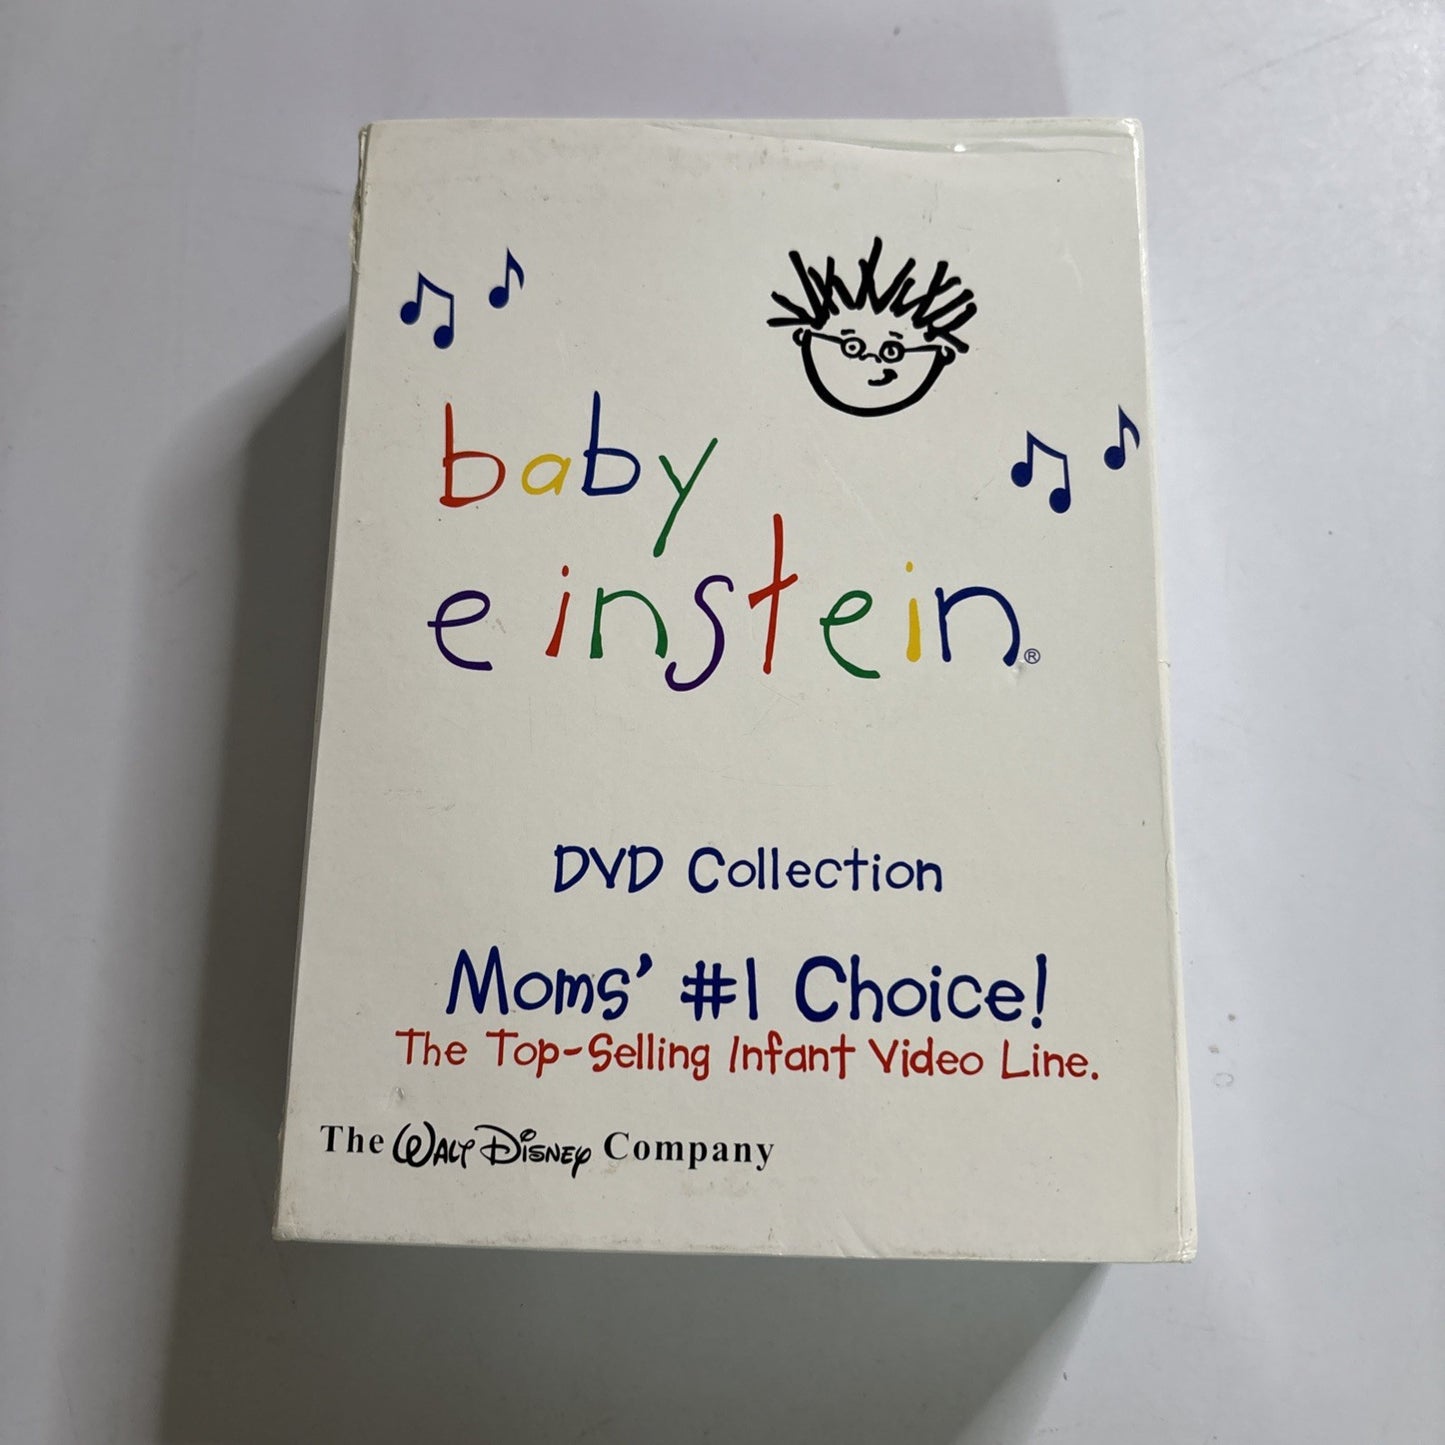 baby
einstein®
DVD Collection
Moms' #1 Choice!
The Top-Selling Infant Video Line.
The Walt Disney Company